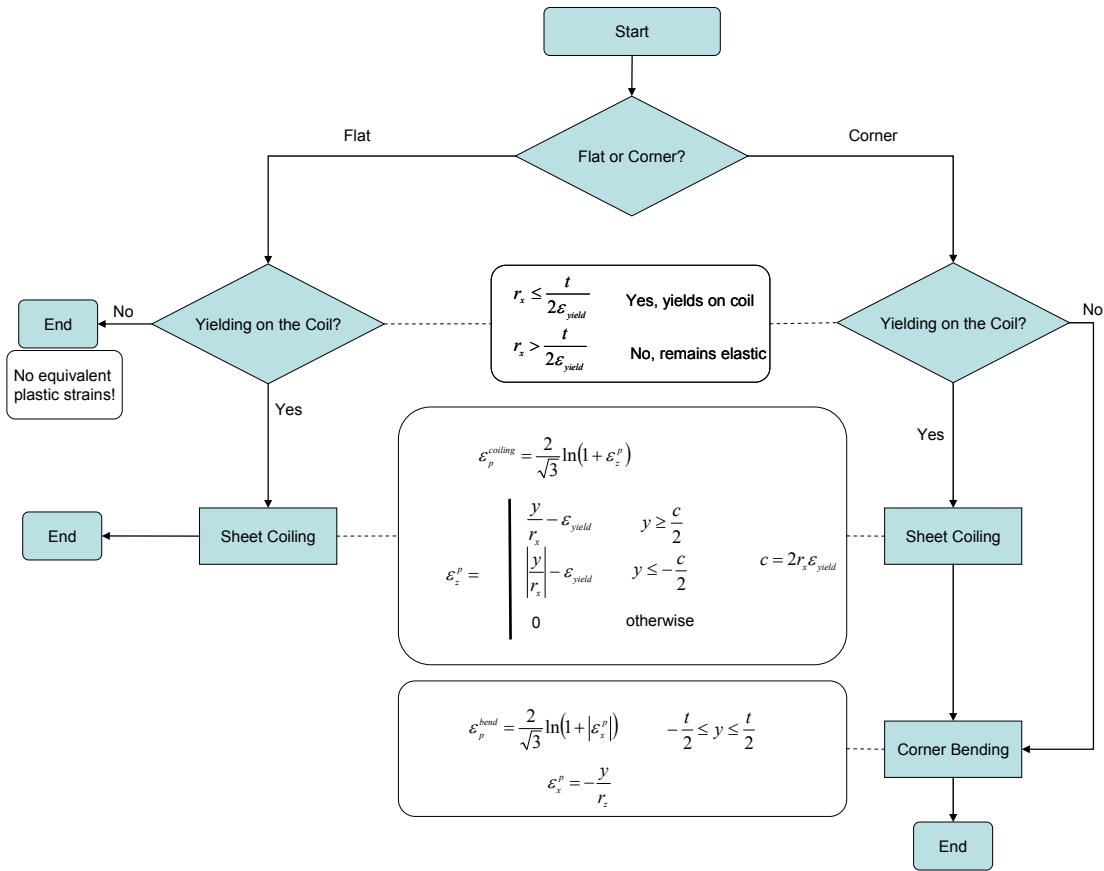 Start
Flat
Corner
Flat or Corner?
No
End
Yielding on the Coil?
r_x ≤ t / 2ε_yield Yes, yields on coil
r_x > t / 2ε_yield No, remains elastic
Yielding on the Coil?
No
No equivalent
plastic strains!
Yes
Yes
ε_p^coiling = 2/√3 ln(1 + ε_z^p)
End
Sheet Coiling
ε_z^p =
y/r_x − ε_yield y ≥ c/2
|y/r_x| − ε_yield y ≤ −c/2
0 otherwise
c = 2r_x ε_yield
Sheet Coiling
ε_p^bend = 2/√3 ln(1 + |ε_x^p|) −t/2 ≤ y ≤ t/2
ε_x^p = −y/r_z
Corner Bending
End